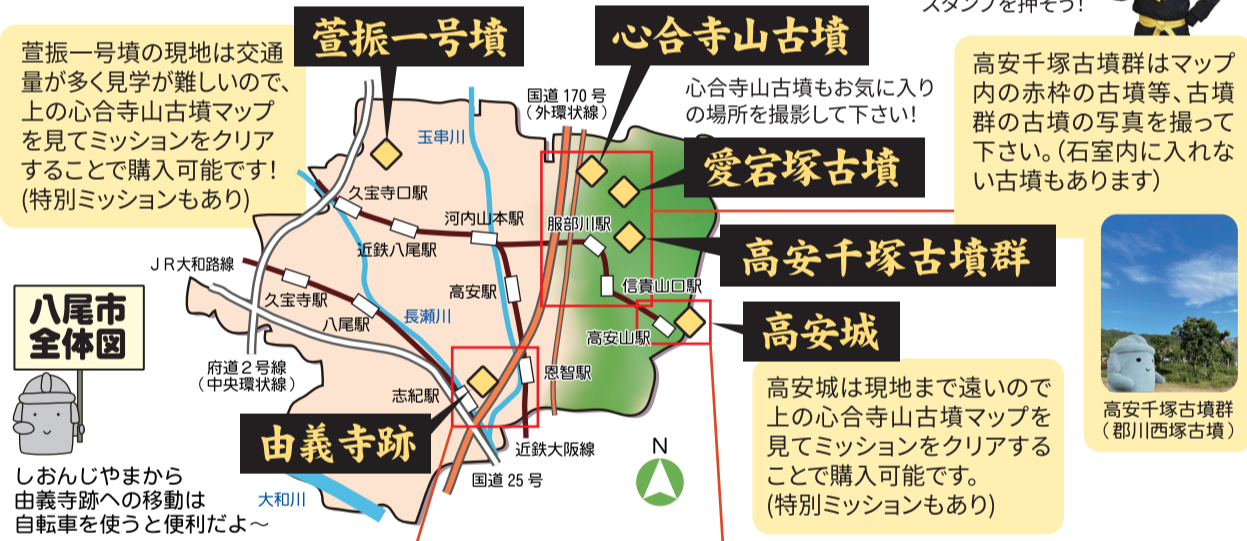 スタンプを押そう!
萱振一号墳
心合寺山古墳
萱振一号墳の現地は交通
量が多く見学が難しいので、
上の心合寺山古墳マップ
を見てミッションをクリア
することで購入可能です!
(特別ミッションもあり)
国道170号
(外環状線)
心合寺山古墳もお気に入り
の場所を撮影して下さい!
高安千塚古墳群はマップ
内の赤枠の古墳等、古墳
群の古墳の写真を撮って
下さい。(石室内に入れな
い古墳もあります)
玉串川
愛宕塚古墳
久宝寺口駅
河内山本駅
服部川駅
近鉄八尾駅
高安千塚古墳群
JR大和路線
久宝寺駅
高安駅
信貴山口駅
八尾市
全体図
八尾駅
長瀬川
高安山駅
高安城
府道2号線
(中央環状線)
恩智駅
志紀駅
高安城は現地まで遠いので
上の心合寺山古墳マップを
見てミッションをクリアする
ことで購入可能です。
(特別ミッションもあり)
高安千塚古墳群
(郡川西塚古墳)
由義寺跡
近鉄大阪線
N
国道25号
大和川
しおんじやまから
由義寺跡への移動は
自転車を使うと便利だよ~